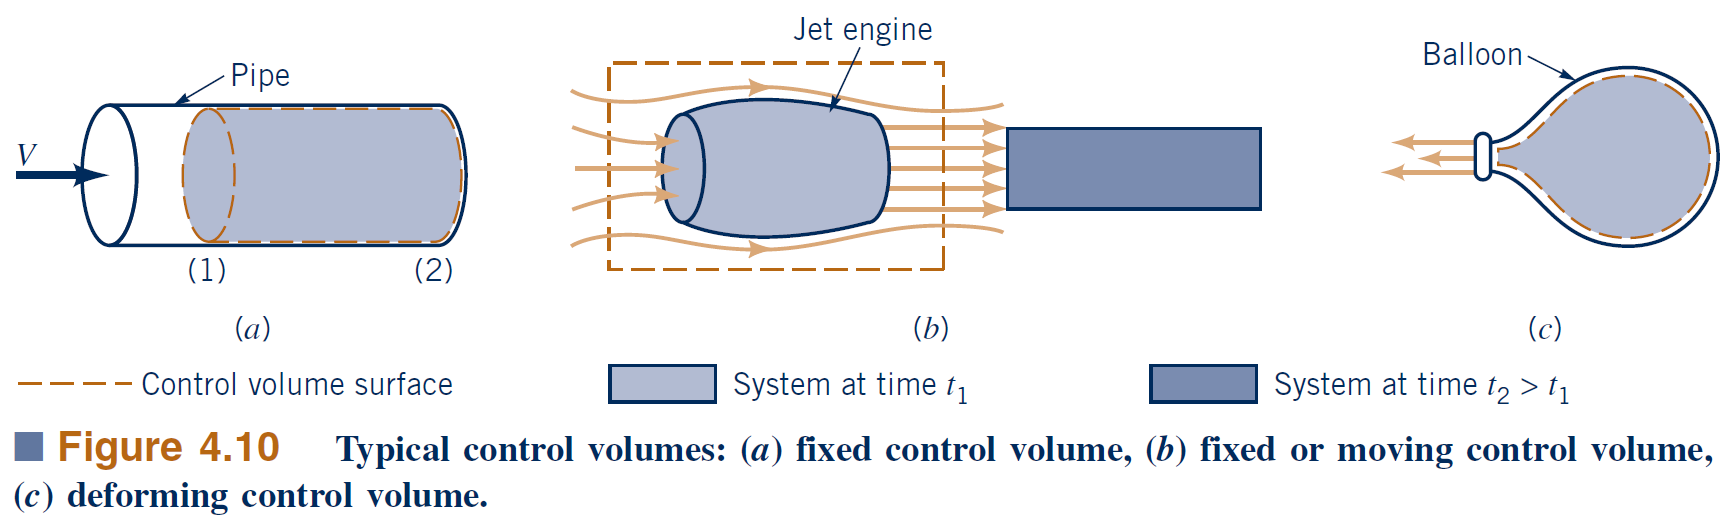 Jet engine
Pipe
Balloon
V
(1)
(2)
(a)
(b)
(c)
Control volume surface
System at time t₁
System at time t₂ > t₁
Figure 4.10 Typical control volumes: (a) fixed control volume, (b) fixed or moving control volume,
(c) deforming control volume.